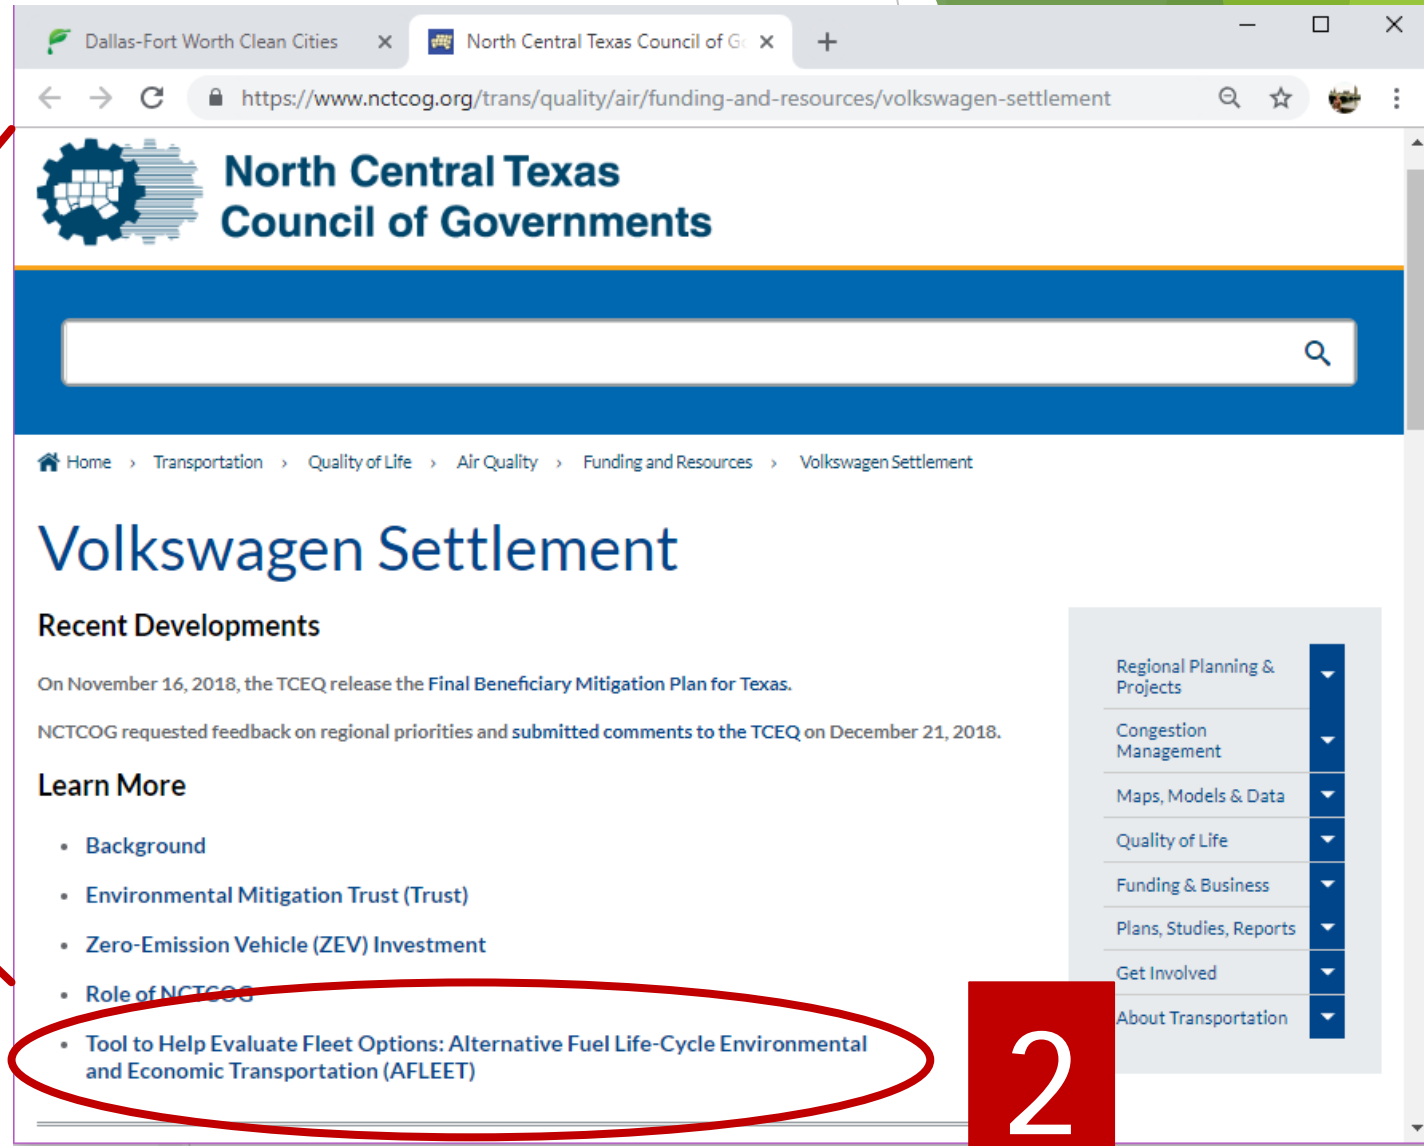 Dallas-Fort Worth Clean Cities
North Central Texas Council of Go
https://www.nctcog.org/trans/quality/air/funding-and-resources/volkswagen-settlement
North Central Texas
Council of Governments
Home › Transportation › Quality of Life › Air Quality › Funding and Resources › Volkswagen Settlement
Volkswagen Settlement
Recent Developments
On November 16, 2018, the TCEQ release the Final Beneficiary Mitigation Plan for Texas.
NCTCOG requested feedback on regional priorities and submitted comments to the TCEQ on December 21, 2018.
Learn More
• Background
• Environmental Mitigation Trust (Trust)
• Zero-Emission Vehicle (ZEV) Investment
• Role of NCTCOG
• Tool to Help Evaluate Fleet Options: Alternative Fuel Life-Cycle Environmental
and Economic Transportation (AFLEET)
Regional Planning &
Projects
Congestion
Management
Maps, Models & Data
Quality of Life
Funding & Business
Plans, Studies, Reports
Get Involved
About Transportation
2